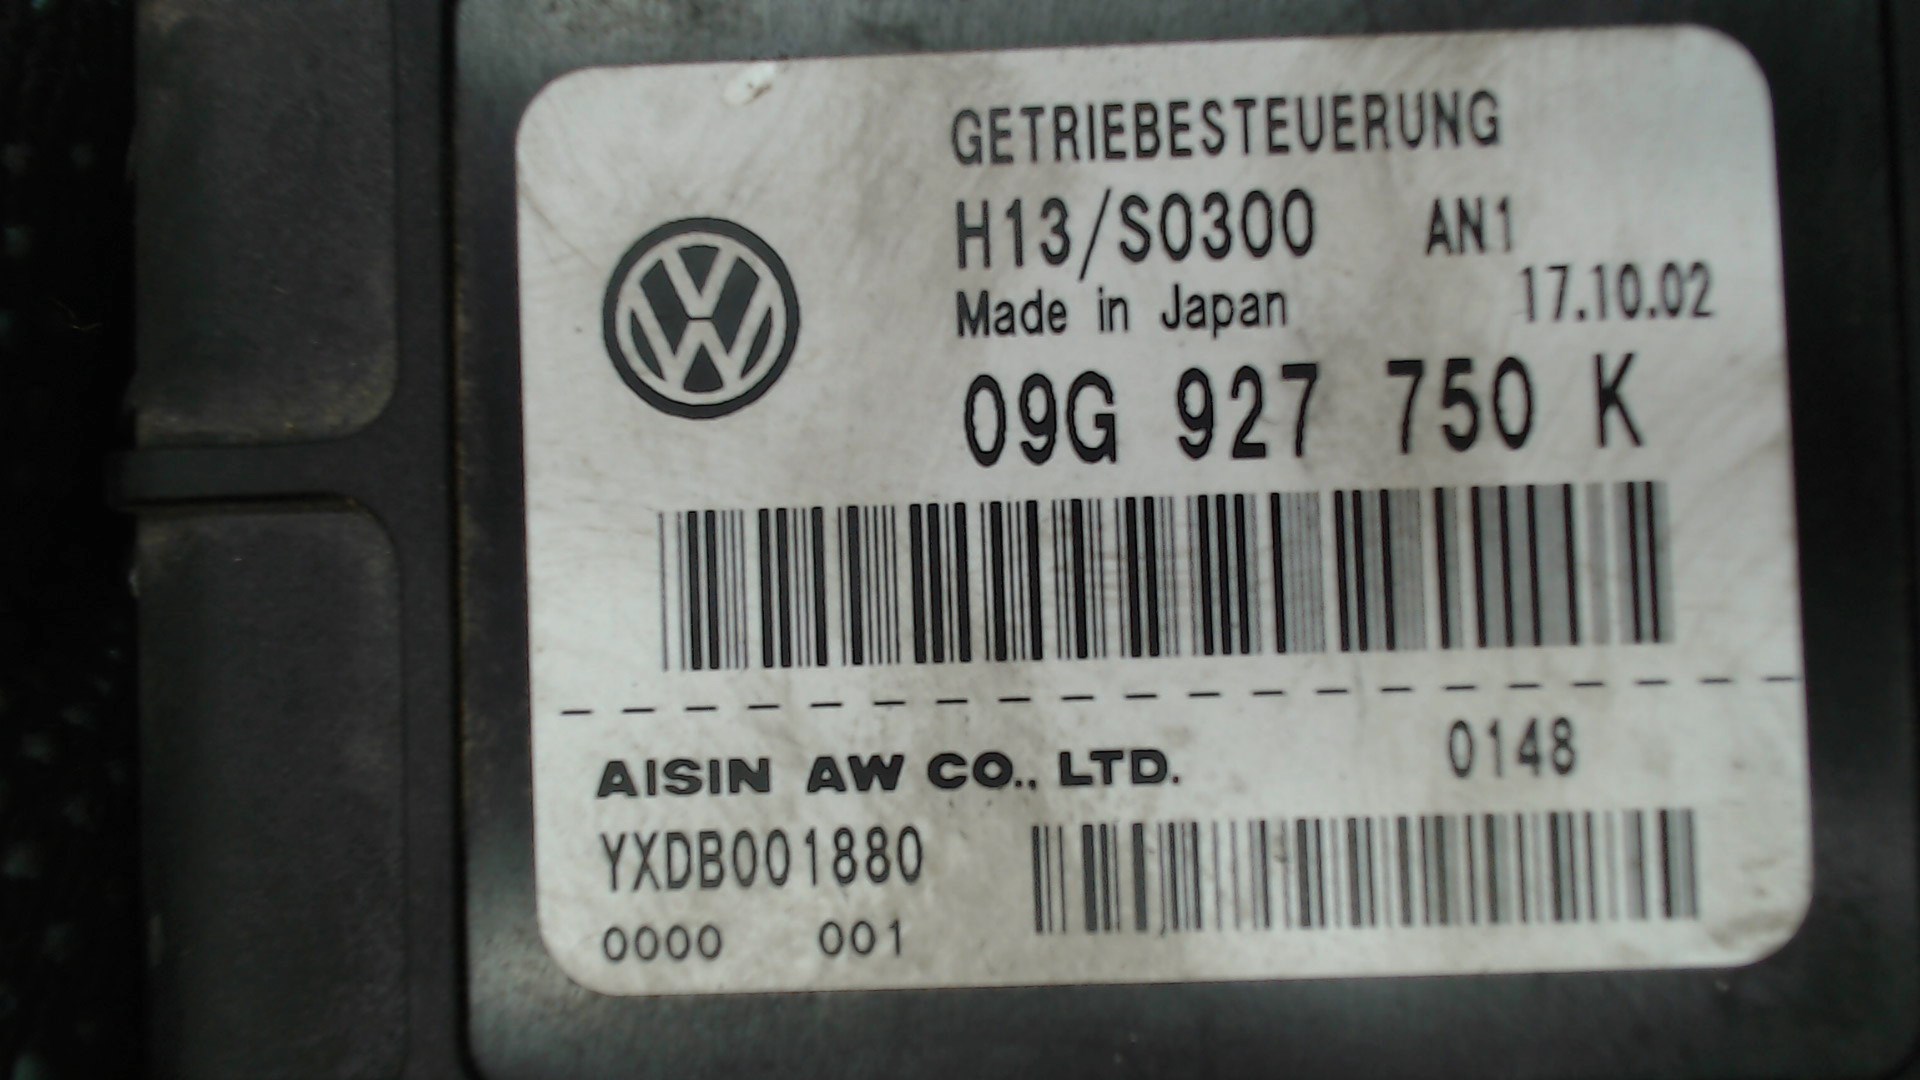 GETRIEBESTEUERUNG
H13/S0300 AN1
Made in Japan 17.10.02
09G 927 750 K
AISIN AW CO., LTD. 0148
YXDB001880
0000 001